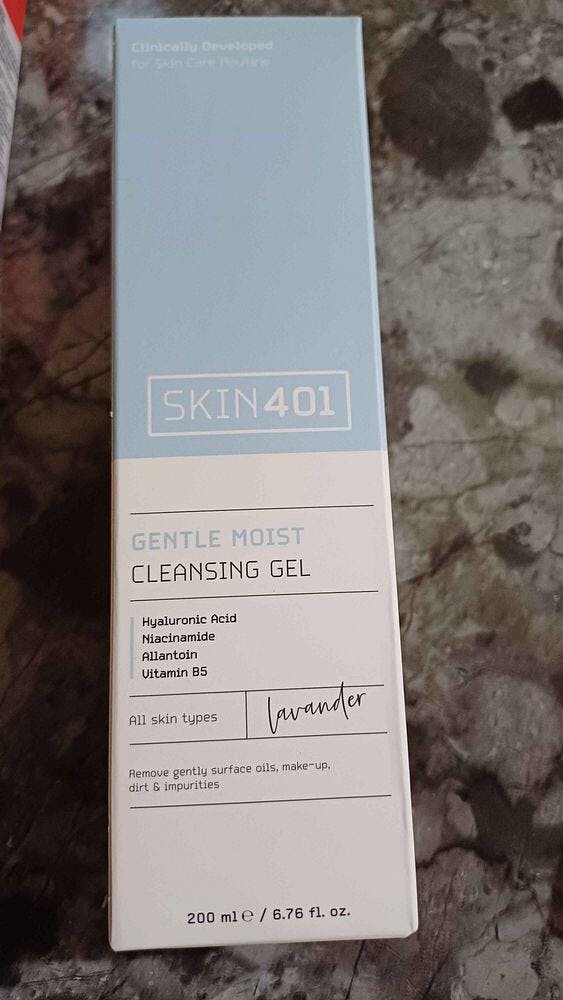 Clinically Developed
for Skin Care Routine
SKIN401
GENTLE MOIST
CLEANSING GEL
Hyaluronic Acid
Niacinamide
Allantoin
Vitamin B5
All skin types
lavander
Remove gently surface oils, make-up,
dirt & impurities
200 ml ℮ / 6.76 fl. oz.